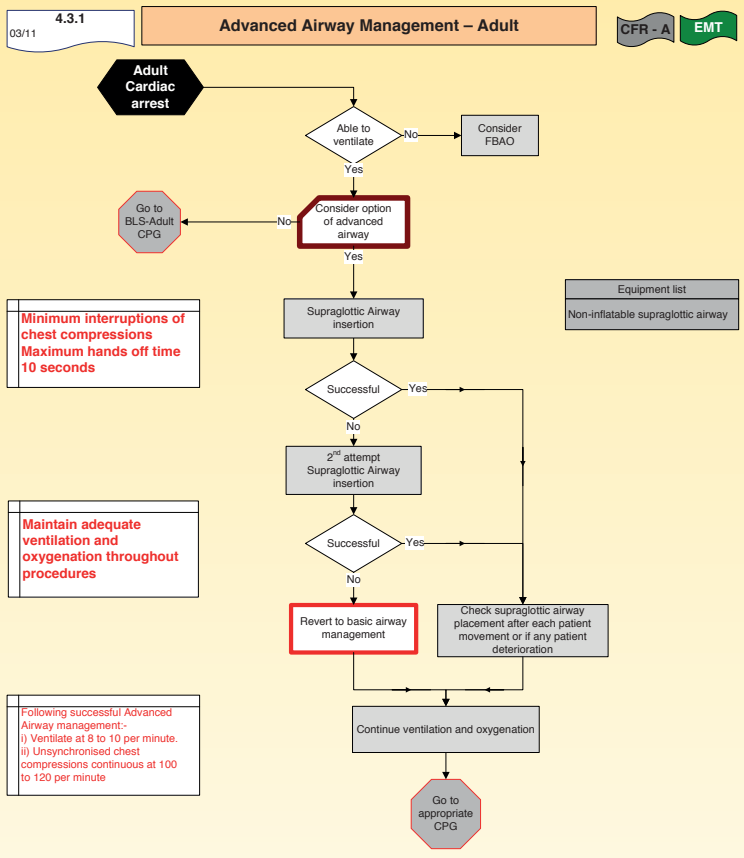 4.3.1
03/11
Advanced Airway Management – Adult
CFR - A
EMT
Adult
Cardiac
arrest
Able to
ventilate
No
Consider
FBAO
Yes
Go to
BLS-Adult
CPG
No
Consider option
of advanced
airway
Yes
Equipment list
Non-inflatable supraglottic airway
Minimum interruptions of
chest compressions
Maximum hands off time
10 seconds
Supraglottic Airway
insertion
Successful
Yes
No
2nd attempt
Supraglottic Airway
insertion
Maintain adequate
ventilation and
oxygenation throughout
procedures
Successful
Yes
No
Revert to basic airway
management
Check supraglottic airway
placement after each patient
movement or if any patient
deterioration
Following successful Advanced
Airway management:-
i) Ventilate at 8 to 10 per minute.
ii) Unsynchronised chest
compressions continuous at 100
to 120 per minute
Continue ventilation and oxygenation
Go to
appropriate
CPG